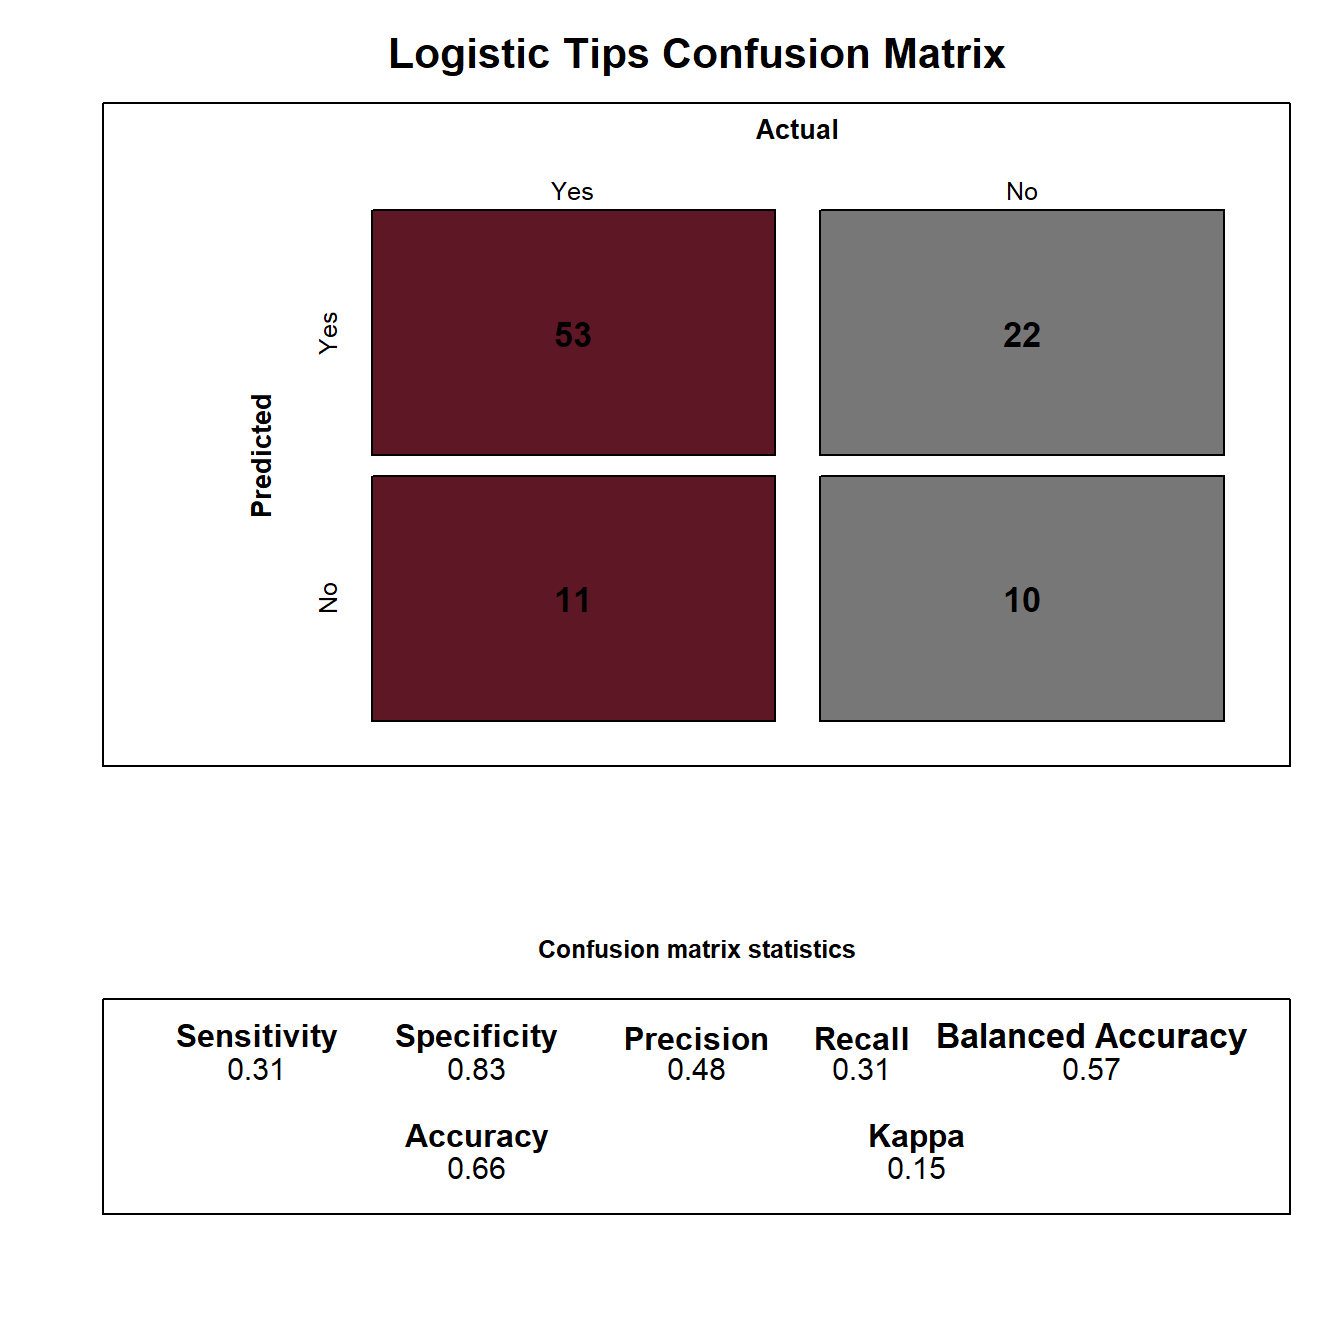 Logistic Tips Confusion Matrix
Actual
Yes No
Predicted
Yes
53 22
No
11 10
Confusion matrix statistics
Sensitivity Specificity Precision Recall Balanced Accuracy
0.31 0.83 0.48 0.31 0.57
Accuracy Kappa
0.66 0.15